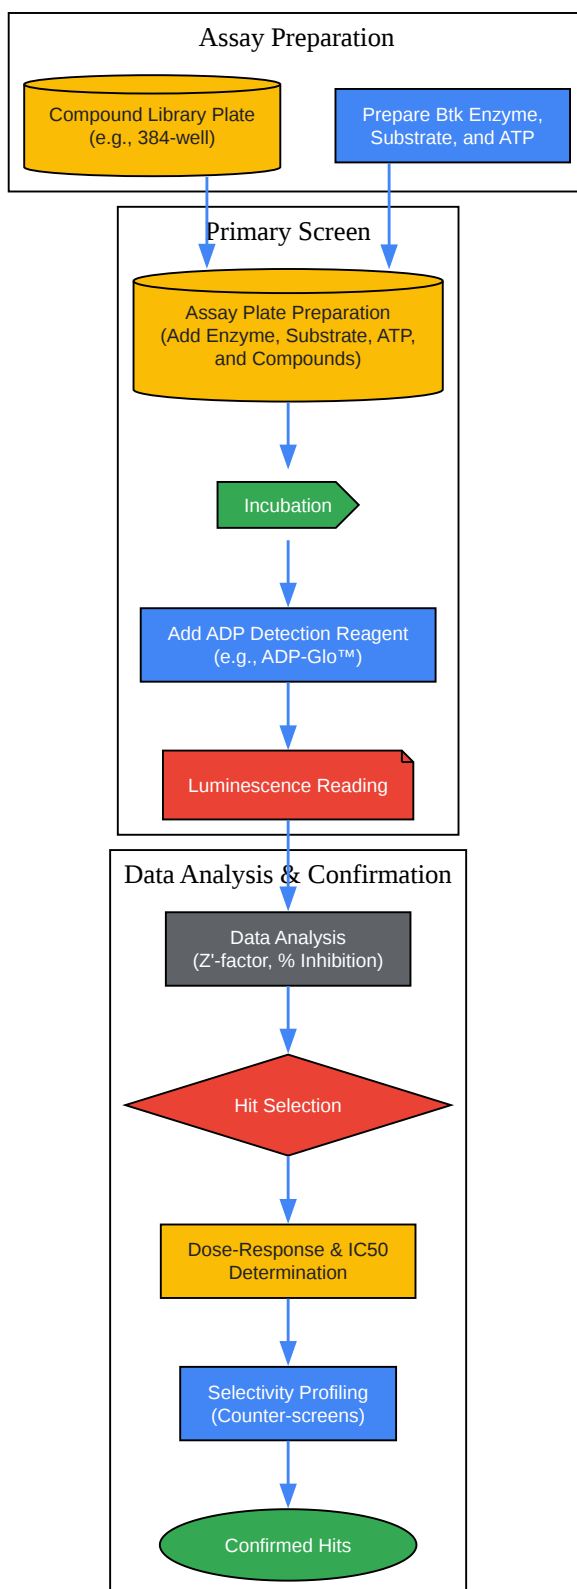 Assay Preparation
Compound Library Plate
(e.g., 384-well)
Prepare Btk Enzyme,
Substrate, and ATP
Primary Screen
Assay Plate Preparation
(Add Enzyme, Substrate, ATP,
and Compounds)
Incubation
Add ADP Detection Reagent
(e.g., ADP-Glo™)
Luminescence Reading
Data Analysis & Confirmation
Data Analysis
(Z'-factor, % Inhibition)
Hit Selection
Dose-Response & IC50
Determination
Selectivity Profiling
(Counter-screens)
Confirmed Hits